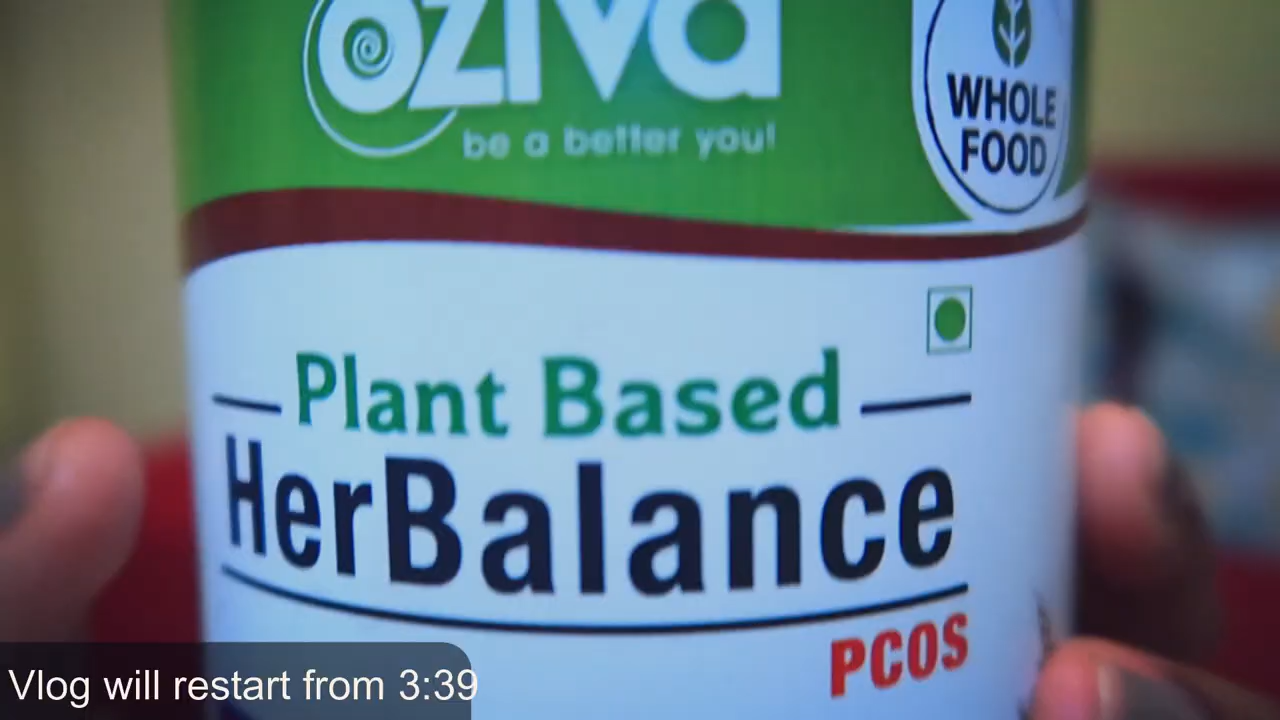 OZiva
be a better you!
WHOLE
FOOD
Plant Based
HerBalance
PCOS
Vlog will restart from 3:39